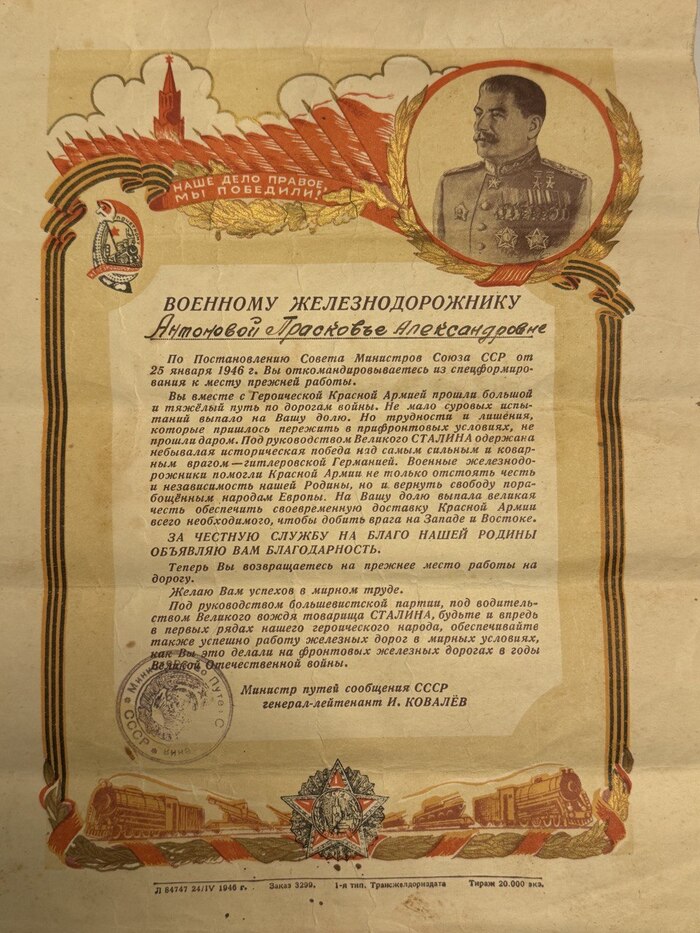 НАШЕ ДЕЛО ПРАВОЕ,
МЫ ПОБЕДИЛИ!
ВОЕННОМУ ЖЕЛЕЗНОДОРОЖНИКУ
Антоновой Прасковье Александровне
По Постановлению Совета Министров Союза ССР от
25 января 1946 г. Вы откомандировываетесь из спецформиро-
вания к месту прежней работы.
Вы вместе с Героической Красной Армией прошли большой
и тяжёлый путь по дорогам войны. Не мало суровых испы-
таний выпало на Вашу долю. Но трудности и лишения,
которые пришлось пережить в прифронтовых условиях, не
прошли даром. Под руководством Великого СТАЛИНА одержана
небывалая историческая победа над самым сильным и ковар-
ным врагом—гитлеровской Германией. Военные железнодо-
рожники помогли Красной Армии не только отстоять честь
и независимость нашей Родины, но и вернуть свободу пора-
бощённым народам Европы. На Вашу долю выпала великая
честь обеспечить своевременную доставку Красной Армии
всего необходимого, чтобы добить врага на Западе и Востоке.
ЗА ЧЕСТНУЮ СЛУЖБУ НА БЛАГО НАШЕЙ РОДИНЫ
ОБЪЯВЛЯЮ ВАМ БЛАГОДАРНОСТЬ.
Теперь Вы возвращаетесь на прежнее место работы на
дорогу.
Желаю Вам успехов в мирном труде.
Под руководством большевистской партии, под водитель-
ством Великого вождя товарища СТАЛИНА, будьте и впредь
в первых рядах нашего героического народа, обеспечивайте
также успешно работу железных дорог в мирных условиях,
как Вы это делали на фронтовых железных дорогах в годы
Великой Отечественной войны.
Министр путей сообщения СССР
генерал-лейтенант И. КОВАЛЁВ
СССР
Л 84747 24/IV 1946 г. Заказ 3299. 1-я тип. Трансжелдориздата Тираж 20.000 экз.